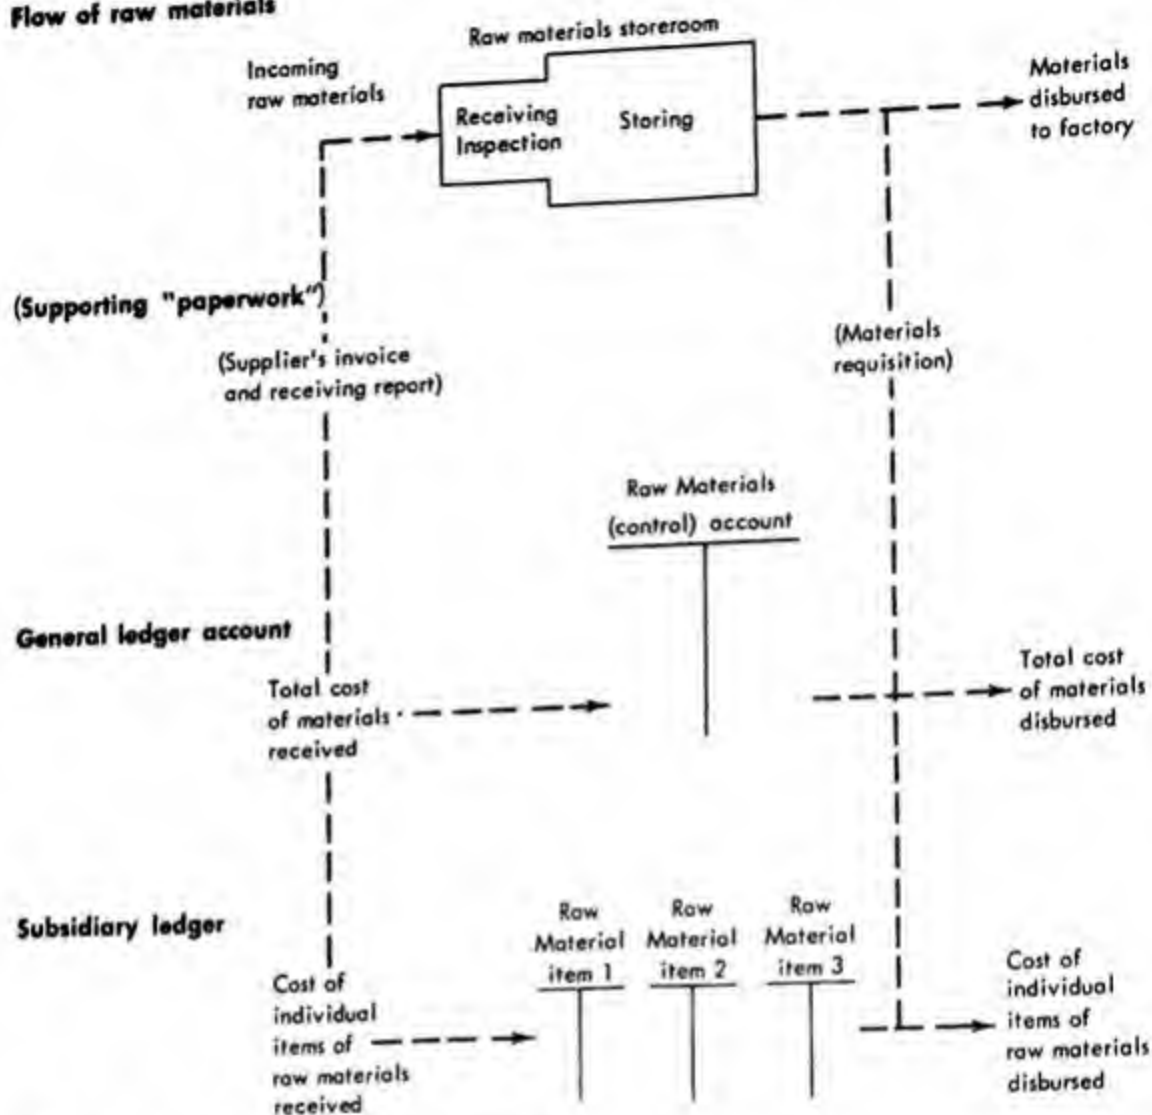 Flow of raw materials
Raw materials storeroom
Incoming
raw materials
Receiving
Inspection
Storing
Materials
disbursed
to factory
(Supporting "paperwork")
(Supplier's invoice
and receiving report)
(Materials
requisition)
Raw Materials
(control) account
General ledger account
Total cost
of materials
received
Total cost
of materials
disbursed
Subsidiary ledger
Raw
Material
item 1
Raw
Material
item 2
Raw
Material
item 3
Cost of
individual
items of
raw materials
received
Cost of
individual
items of
raw materials
disbursed